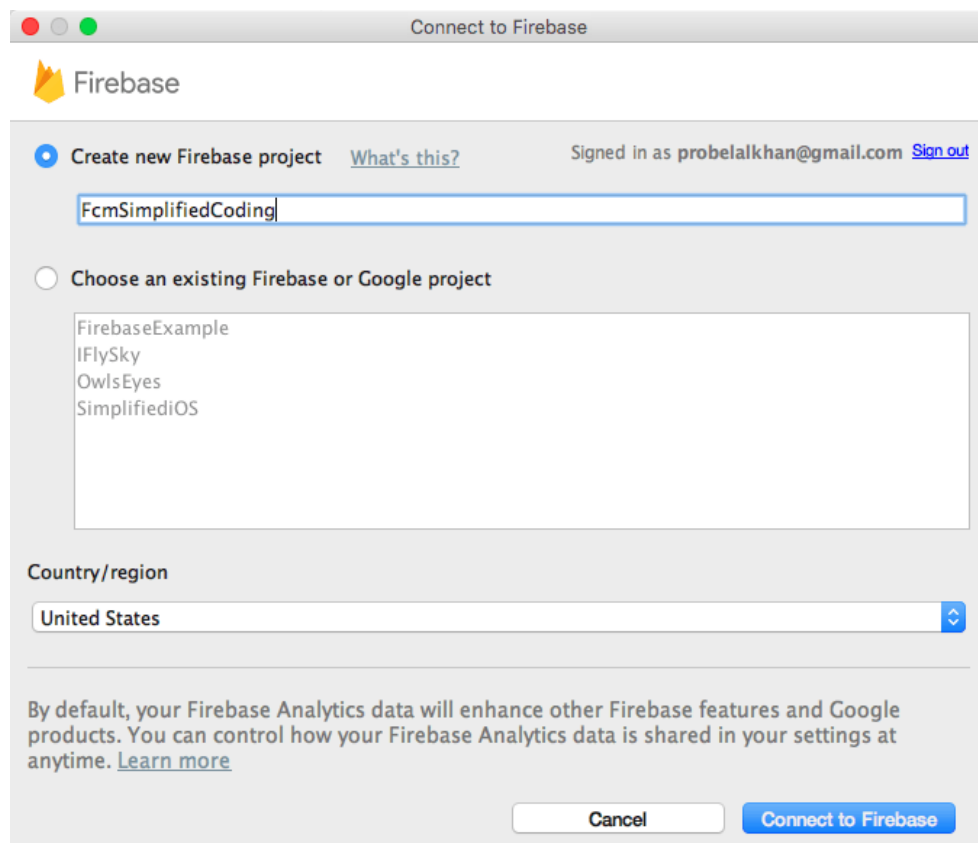 Connect to Firebase
Firebase
Create new Firebase project What's this? Signed in as probelalkhan@gmail.com Sign out
FcmSimplifiedCoding
Choose an existing Firebase or Google project
FirebaseExample
IFlySky
OwlsEyes
SimplifiediOS
Country/region
United States
By default, your Firebase Analytics data will enhance other Firebase features and Google
products. You can control how your Firebase Analytics data is shared in your settings at
anytime. Learn more
Cancel Connect to Firebase